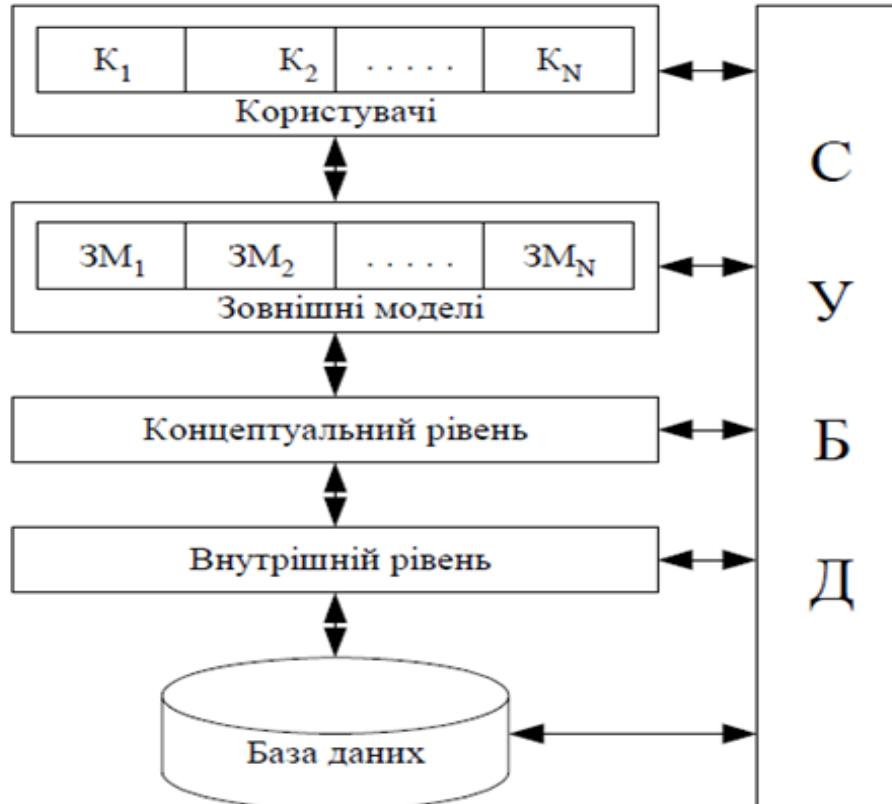 К1 К2 . . . . . КN
Користувачі
ЗМ1 ЗМ2 . . . . . ЗМN
Зовнішні моделі
Концептуальний рівень
Внутрішній рівень
База даних
С
У
Б
Д